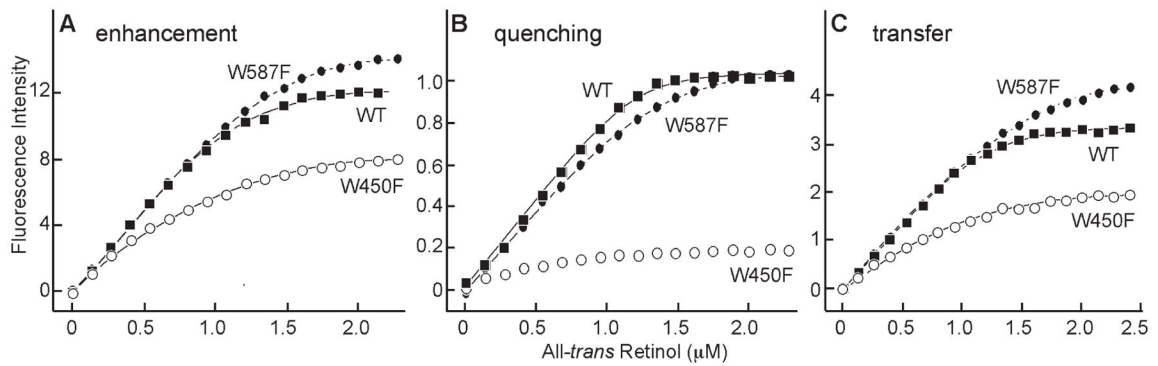 A enhancement
Fluorescence Intensity
12
8
4
0
W587F
WT
W450F
0 0.5 1.0 1.5 2.0
B quenching
1.0
0.8
0.6
0.4
0.2
0
WT
W587F
W450F
0 0.5 1.0 1.5 2.0
All-trans Retinol (μM)
C transfer
4
3
2
1
0
W587F
WT
W450F
0 0.5 1.0 1.5 2.0 2.5